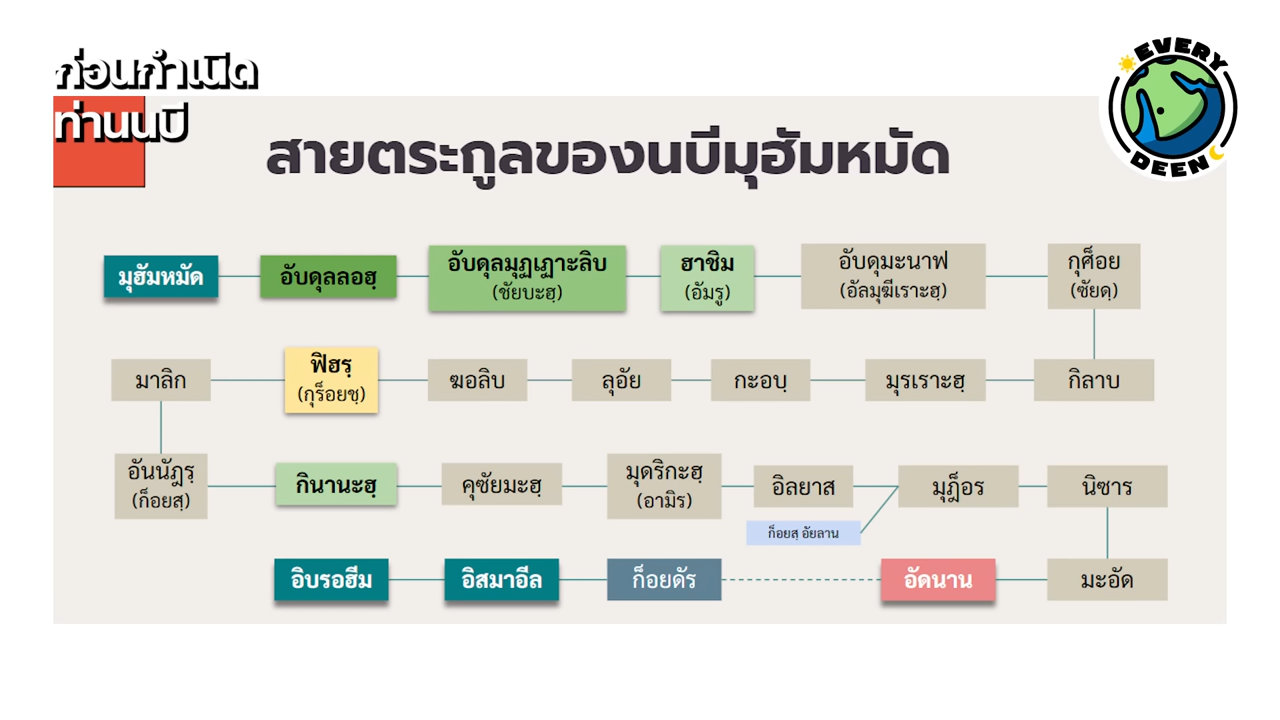 ก่อนกำเนิด
ท่านนบี
EVERY
DEEN
สายตระกูลของนบีมุฮัมหมัด
มุฮัมหมัด
อับดุลลอฮฺ
อับดุลมุฏเฏาะลิบ
(ชัยบะฮฺ)
ฮาชิม
(อัมรู)
อับดุมะนาฟ
(อัลมุฆีเราะฮฺ)
กุศ็อย
(ซัยดฺ)
มาลิก
ฟิฮรฺ
(กุร็อยชฺ)
ฆอลิบ
ลุอัย
กะอบฺ
มุรเราะฮฺ
กิลาบ
อันนัฎรฺ
(ก็อยสฺ)
กินานะฮฺ
คุซัยมะฮฺ
มุดริกะฮฺ
(อามิร)
อิลยาส
มุฎ็อร
นิซาร
ก็อยสฺ อัยลาน
อิบรอฮีม
อิสมาอีล
ก็อยดัร
อัดนาน
มะอัด